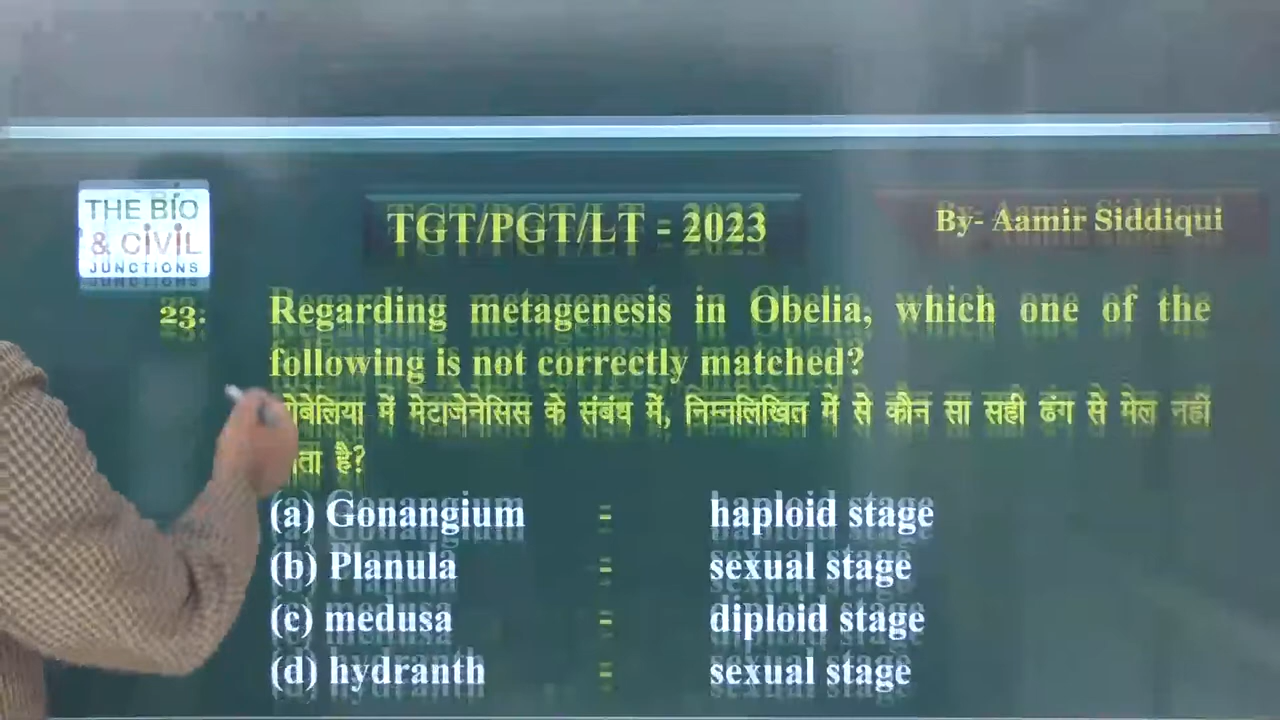 THE BIO
& CIVIL
JUNCTIONS
TGT/PGT/LT - 2023
By- Aamir Siddiqui
23. Regarding metagenesis in Obelia, which one of the
following is not correctly matched?
में मेटाजेनेसिस के संबंध में, निम्नलिखित में से कौन सा सही ढंग से मेल नहीं
है?
(a) Gonangium - haploid stage
(b) Planula - sexual stage
(c) medusa - diploid stage
(d) hydranth - sexual stage